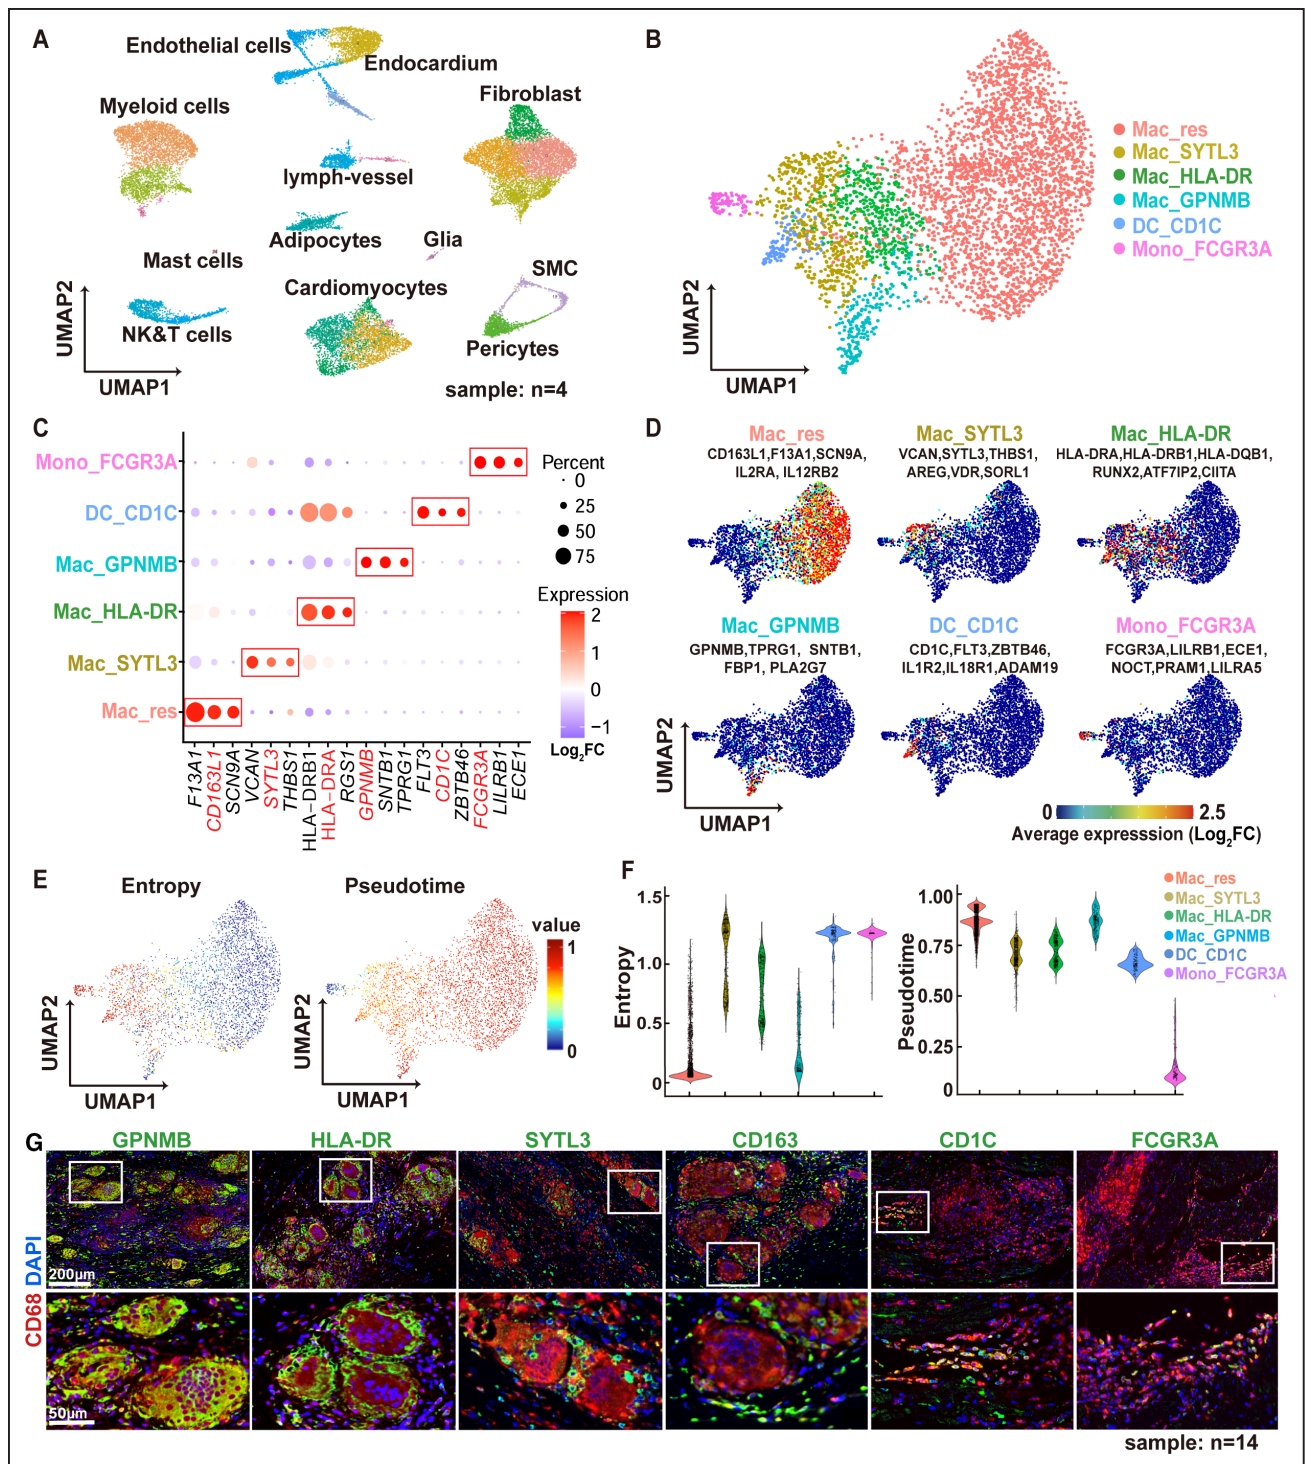 A
Endothelial cells
Endocardium
Myeloid cells
Fibroblast
lymph-vessel
Adipocytes
Glia
Mast cells
SMC
Cardiomyocytes
NK&T cells
Pericytes
UMAP2
UMAP1
sample: n=4
B
Mac_res
Mac_SYTL3
Mac_HLA-DR
Mac_GPNMB
DC_CD1C
Mono_FCGR3A
UMAP2
UMAP1
C
Mono_FCGR3A
DC_CD1C
Mac_GPNMB
Mac_HLA-DR
Mac_SYTL3
Mac_res
F13A1
CD163L1
SCN9A
VCAN
SYTL3
THBS1
HLA-DRB1
HLA-DRA
RGS1
GPNMB
SNTB1
TPRG1
FLT3
CD1C
ZBTB46
FCGR3A
LILRB1
ECE1
Percent
0
25
50
75
Expression
2
1
0
−1
Log2FC
D
Mac_res
CD163L1,F13A1,SCN9A,
IL2RA, IL12RB2
Mac_SYTL3
VCAN,SYTL3,THBS1,
AREG,VDR,SORL1
Mac_HLA-DR
HLA-DRA,HLA-DRB1,HLA-DQB1,
RUNX2,ATF7IP2,CIITA
Mac_GPNMB
GPNMB,TPRG1, SNTB1,
FBP1, PLA2G7
DC_CD1C
CD1C,FLT3,ZBTB46,
IL1R2,IL18R1,ADAM19
Mono_FCGR3A
FCGR3A,LILRB1,ECE1,
NOCT,PRAM1,LILRA5
UMAP2
UMAP1
0 2.5
Average expresssion (Log2FC)
E
Entropy
Pseudotime
value
1
0
UMAP2
UMAP1
UMAP2
UMAP1
F
Entropy
1.5
1.0
0.5
0
Pseudotime
1.00
0.75
0.50
0.25
0
Mac_res
Mac_SYTL3
Mac_HLA-DR
Mac_GPNMB
DC_CD1C
Mono_FCGR3A
G
GPNMB
HLA-DR
SYTL3
CD163
CD1C
FCGR3A
CD68 DAPI
200μm
50μm
sample: n=14